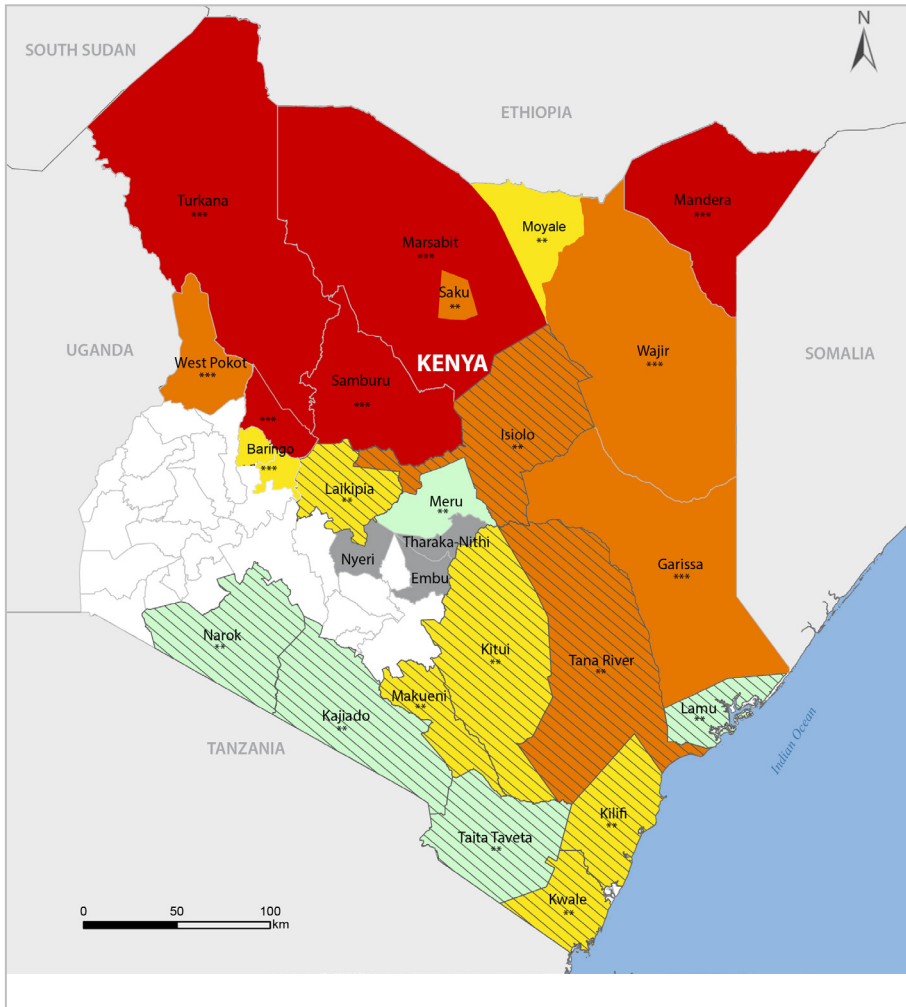 N
SOUTH SUDAN
ETHIOPIA
Turkana
***
Mandera
***
Moyale
**
Marsabit
***
Saku
**
UGANDA
West Pokot
***
KENYA
Wajir
***
SOMALIA
Samburu
***
***
Isiolo
**
Baringo
***
Laikipia
**
Meru
**
Tharaka-Nithi
Nyeri
Embu
Garissa
***
Narok
**
Kitui
**
Tana River
**
Makueni
**
Kajiado
**
Lamu
**
TANZANIA
Indian Ocean
Kilifi
**
Taita Taveta
**
Kwale
**
0 50 100
km